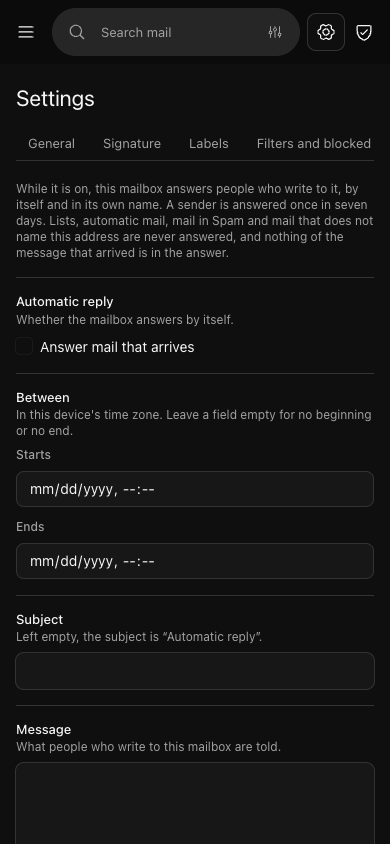 Search mail
Settings
General
Signature
Labels
Filters and blocked
While it is on, this mailbox answers people who write to it, by
itself and in its own name. A sender is answered once in seven
days. Lists, automatic mail, mail in Spam and mail that does not
name this address are never answered, and nothing of the
message that arrived is in the answer.
Automatic reply
Whether the mailbox answers by itself.
Answer mail that arrives
Between
In this device's time zone. Leave a field empty for no beginning
or no end.
Starts
mm/dd/yyyy, --:--
Ends
mm/dd/yyyy, --:--
Subject
Left empty, the subject is “Automatic reply”.
Message
What people who write to this mailbox are told.